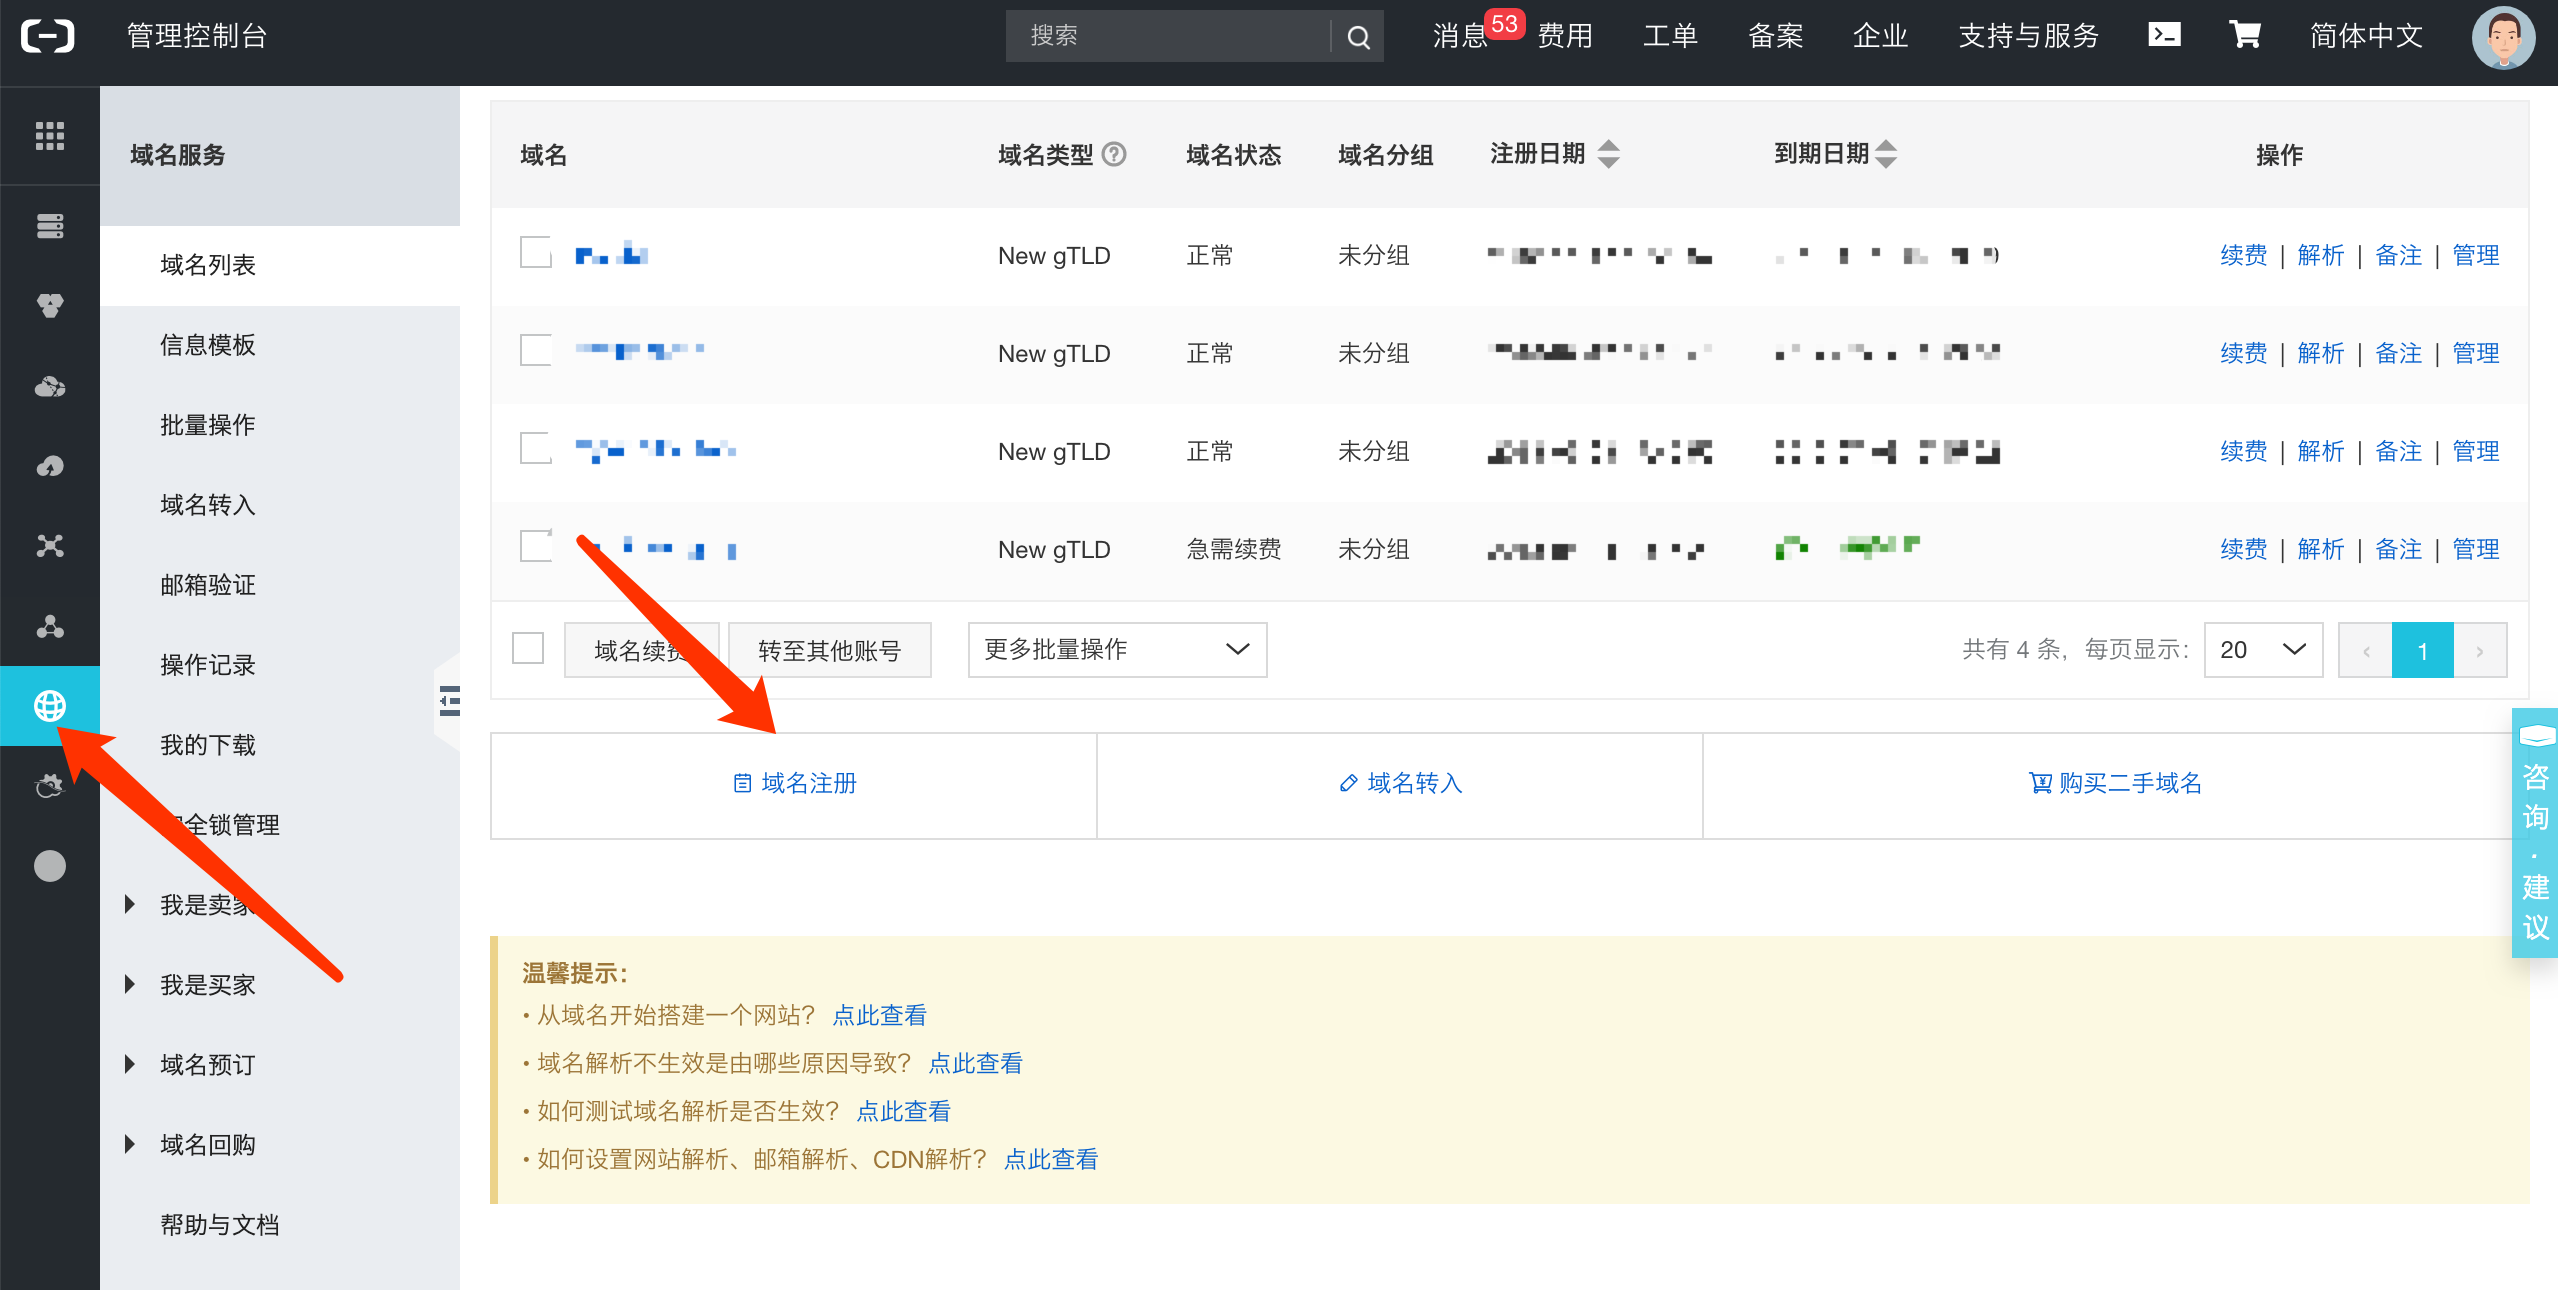 管理控制台 搜索 消息 53 费用 工单 备案 企业 支持与服务 简体中文
域名服务
域名列表
信息模板
批量操作
域名转入
邮箱验证
操作记录
我的下载
全锁管理
我是卖家
我是买家
域名预订
域名回购
帮助与文档
域名 域名类型 域名状态 域名分组 注册日期 到期日期 操作
New gTLD 正常 未分组 续费 | 解析 | 备注 | 管理
New gTLD 正常 未分组 续费 | 解析 | 备注 | 管理
New gTLD 正常 未分组 续费 | 解析 | 备注 | 管理
New gTLD 急需续费 未分组 续费 | 解析 | 备注 | 管理
域名续费 转至其他账号 更多批量操作 共有 4 条，每页显示： 20 ‹ 1 ›
域名注册 域名转入 购买二手域名
温馨提示：
• 从域名开始搭建一个网站？ 点此查看
• 域名解析不生效是由哪些原因导致？ 点此查看
• 如何测试域名解析是否生效？ 点此查看
• 如何设置网站解析、邮箱解析、CDN解析？ 点此查看
咨询·建议